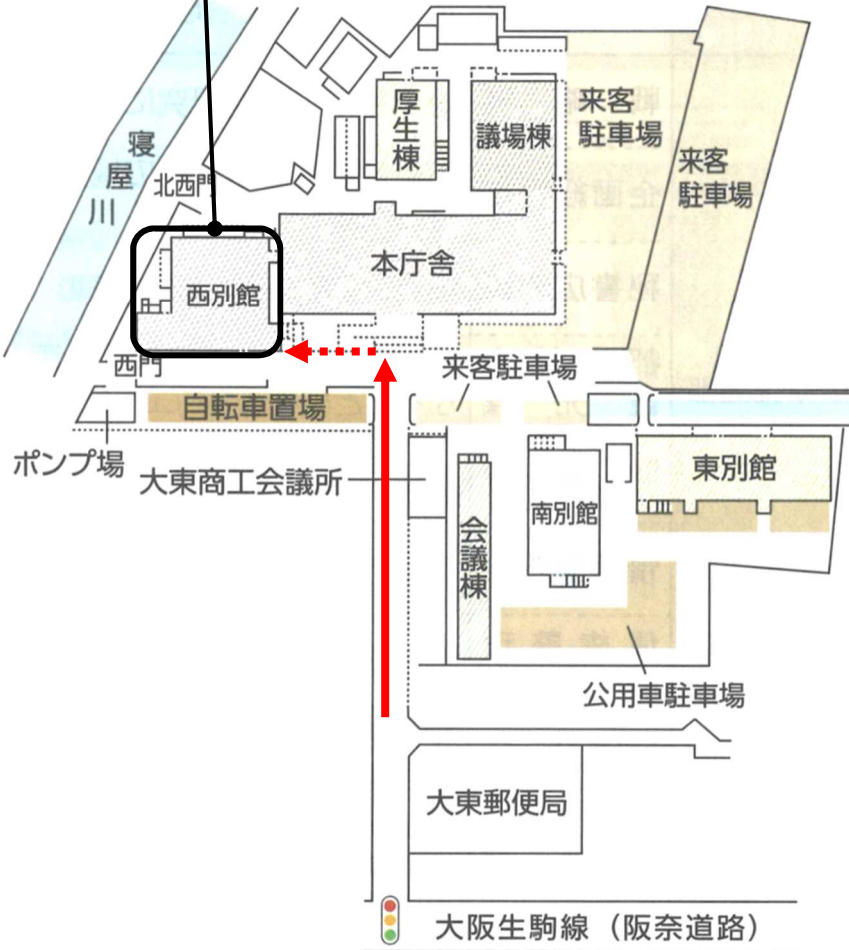 来客
駐車場
厚生棟
議場棟
来客
駐車場
寝屋川
北西門
本庁舎
西別館
西門
来客駐車場
自転車置場
ポンプ場
大東商工会議所
東別館
南別館
会議棟
公用車駐車場
大東郵便局
大阪生駒線（阪奈道路）